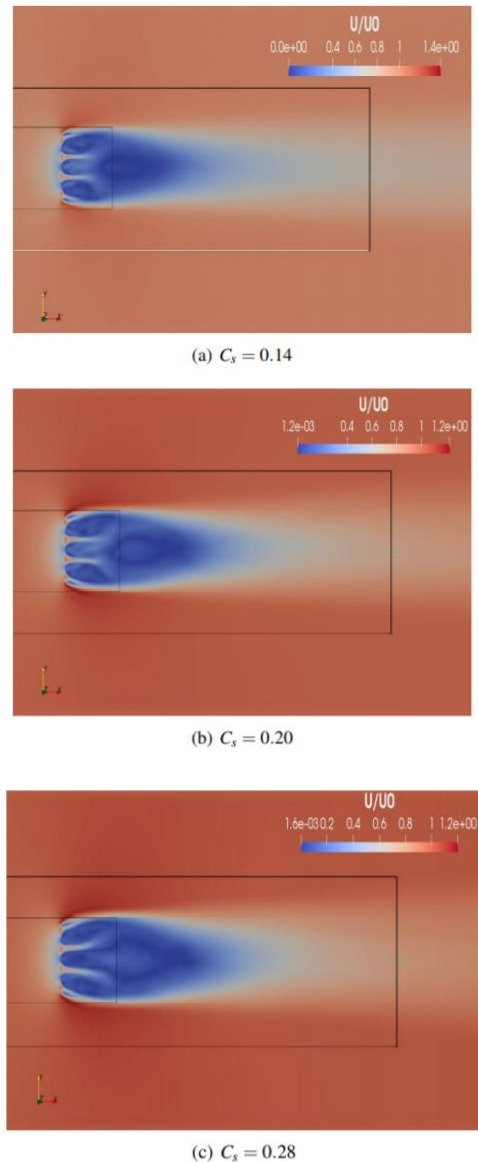 U/U0
0.0e+00 0.4 0.6 0.8 1 1.4e+00
Y
Z X
(a) Cₛ = 0.14
U/U0
1.2e-03 0.4 0.6 0.8 1 1.2e+00
Y
Z X
(b) Cₛ = 0.20
U/U0
1.6e-03 0.2 0.4 0.6 0.8 1 1.2e+00
Y
Z X
(c) Cₛ = 0.28